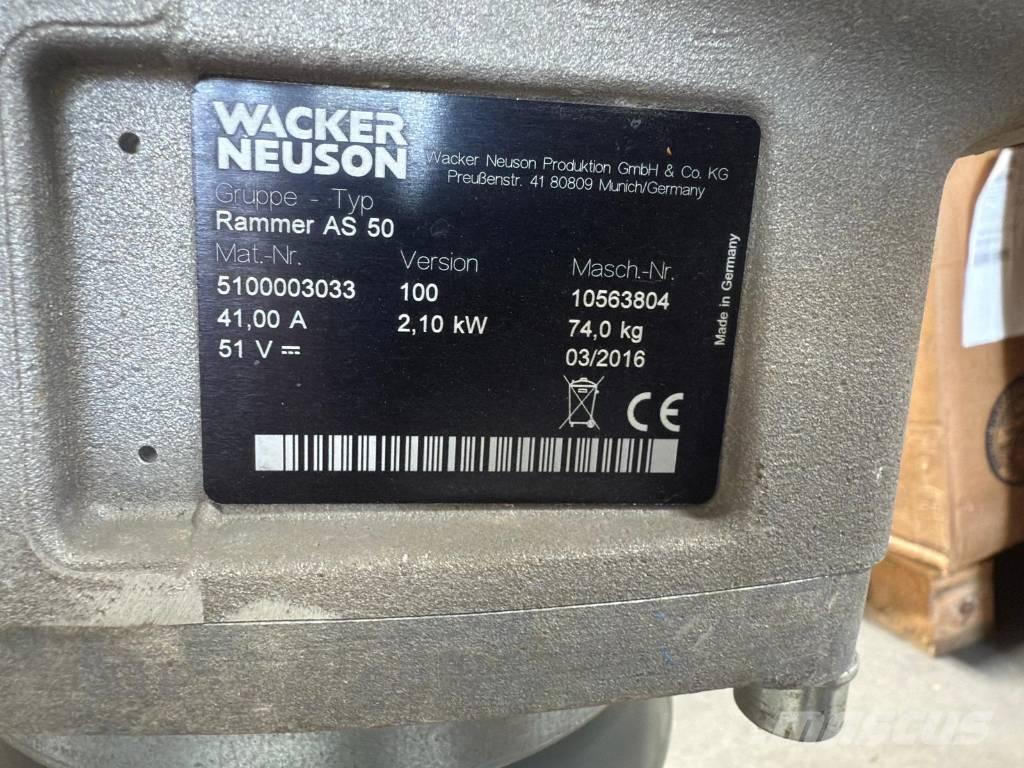 WACKER
NEUSON
Wacker Neuson Produktion GmbH & Co. KG
Preußenstr. 41 80809 Munich/Germany
Gruppe - Typ
Rammer AS 50
Mat.-Nr. Version Masch.-Nr.
5100003033 100 10563804
41,00 A 2,10 kW 74,0 kg
51 V ⎓ 03/2016
CE
Made in Germany
mascus